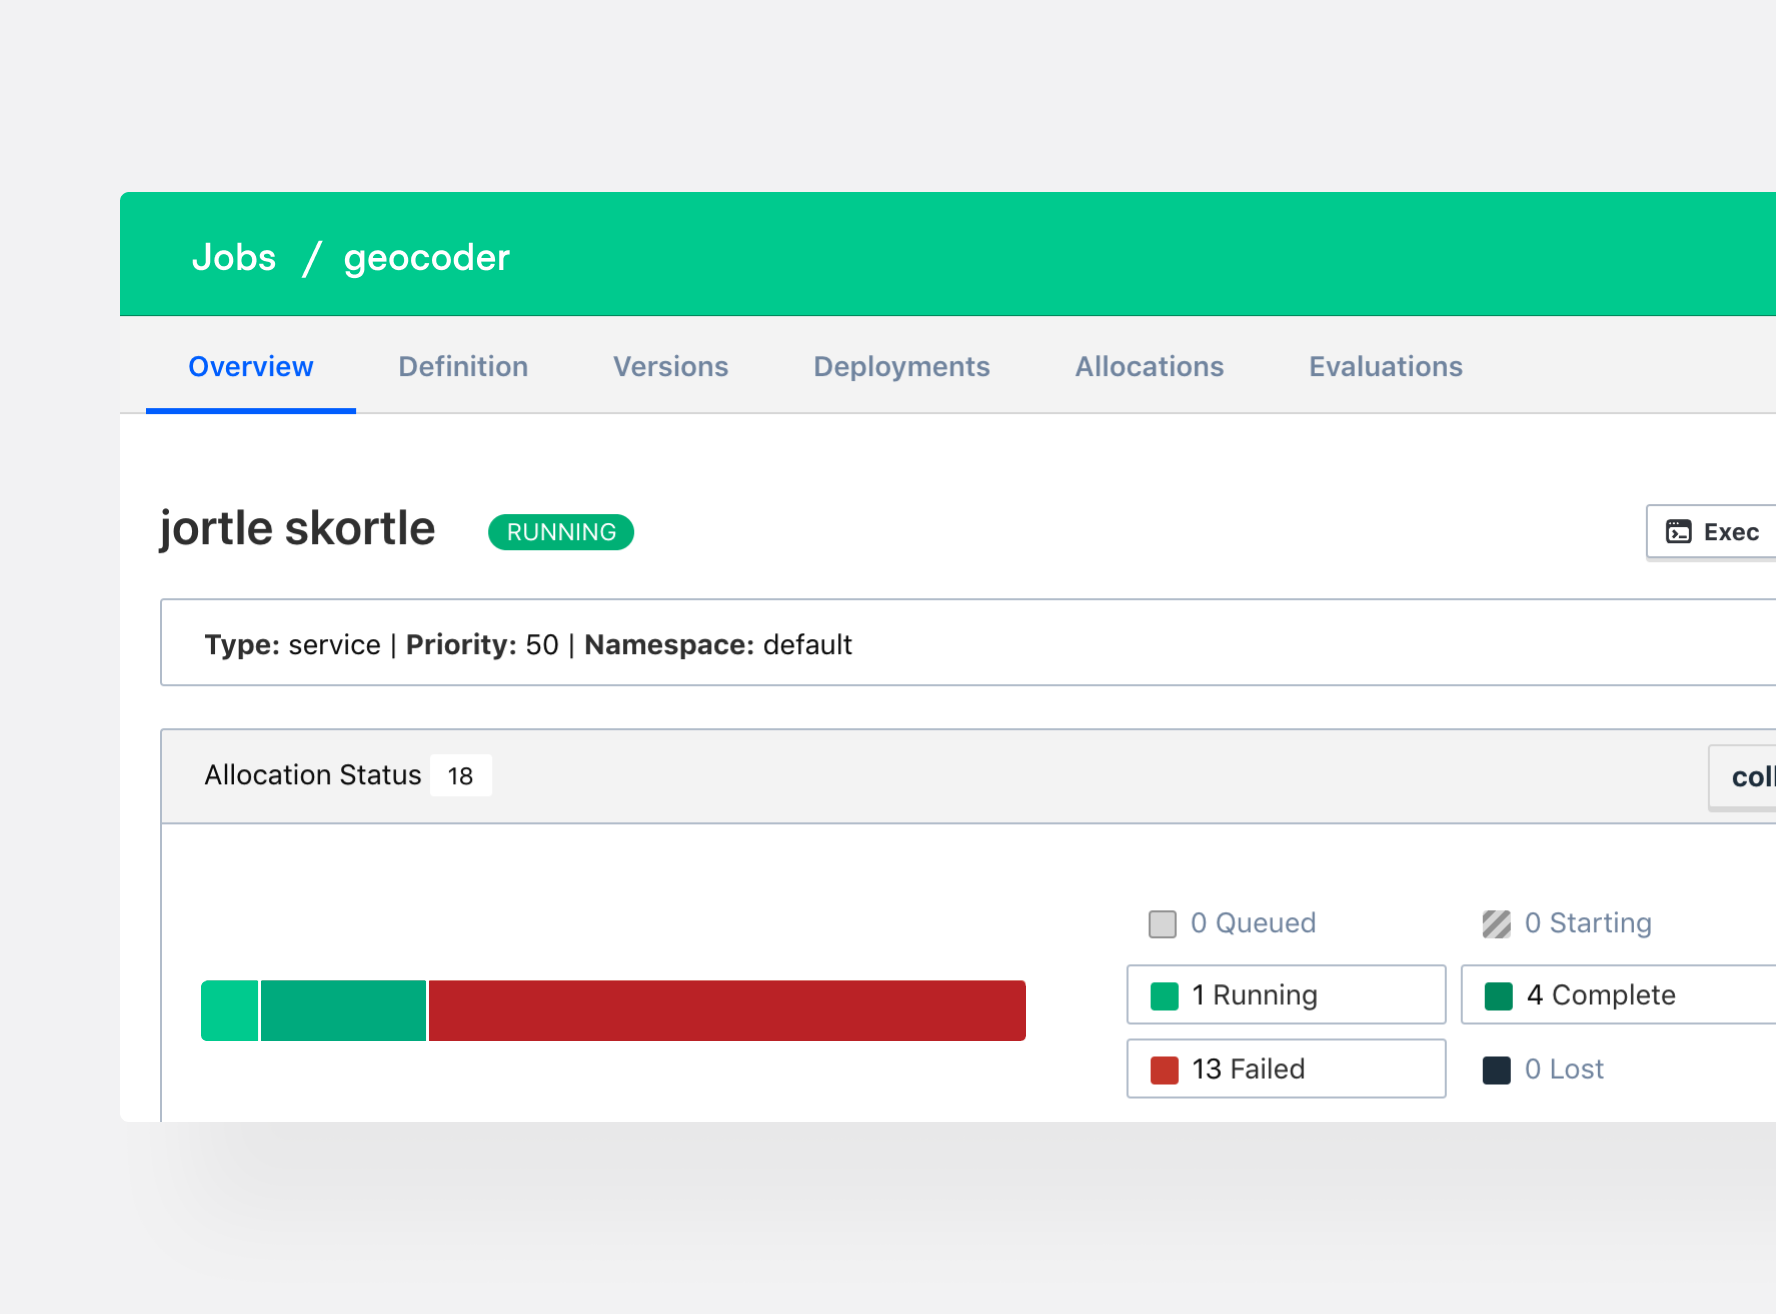 Jobs / geocoder
Overview Definition Versions Deployments Allocations Evaluations
jortle skortle RUNNING Exec
Type: service | Priority: 50 | Namespace: default
Allocation Status 18
0 Queued 0 Starting
1 Running 4 Complete
13 Failed 0 Lost